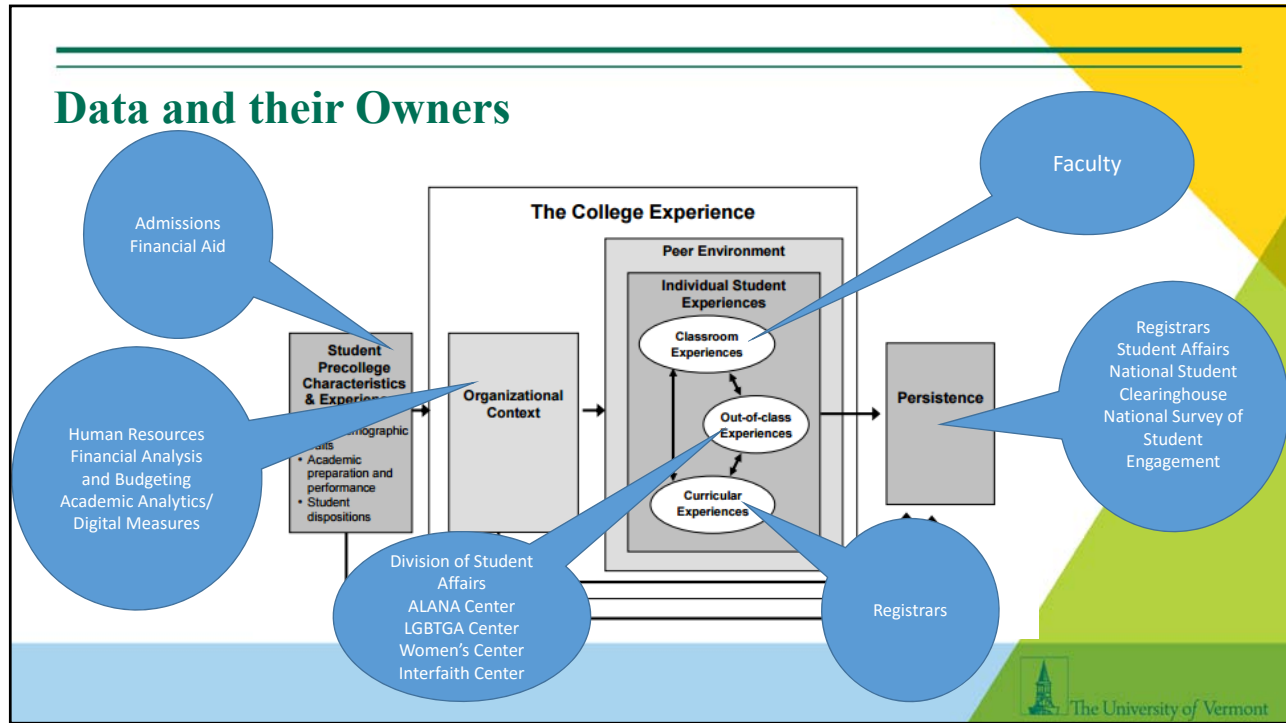 Data and their Owners
Admissions
Financial Aid
Faculty
The College Experience
Peer Environment
Individual Student
Experiences
Classroom
Experiences
Out-of-class
Experiences
Curricular
Experiences
Student
Precollege
Characteristics
& Experien
emographic
• Academic
preparation and
performance
• Student
dispositions
Organizational
Context
Persistence
Human Resources
Financial Analysis
and Budgeting
Academic Analytics/
Digital Measures
Registrars
Student Affairs
National Student
Clearinghouse
National Survey of
Student
Engagement
Division of Student
Affairs
ALANA Center
LGBTGA Center
Women’s Center
Interfaith Center
Registrars
The University of Vermont